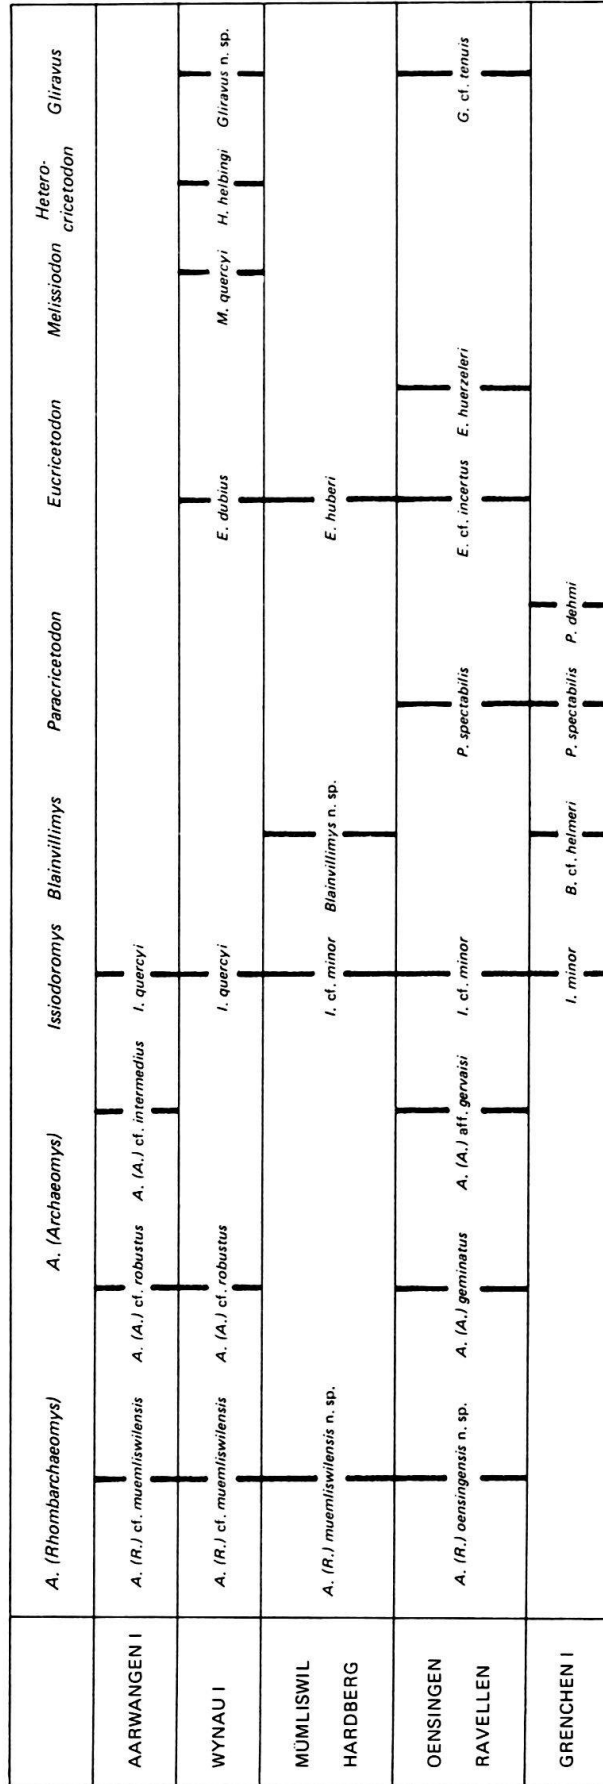 A. (Rhombarchaeomys) A. (Archaeomys) Issiodoromys Blainvillimys Paracricetodon Eucricetodon Melissiodon Hetero- Gliravus
cricetodon
AARWANGEN I A. (R.) cf. muemliswilensis A. (A.) cf. robustus A. (A.) cf. intermedius I. quercyi
WYNAU I A. (R.) cf. muemliswilensis A. (A.) cf. robustus I. quercyi E. dubius M. quercyi H. helbingi Gliravus n. sp.
MÜMLISWIL
HARDBERG A. (R.) muemliswilensis n. sp. I. cf. minor Blainvillimys n. sp. E. huberi
OENSINGEN
RAVELLEN A. (R.) oensingensis n. sp. A. (A.) geminatus A. (A.) aff. gervaisi I. cf. minor P. spectabilis E. cf. incertus E. huerzeleri G. cf. tenuis
GRENCHEN I I. minor B. cf. helmeri P. spectabilis P. dehmi